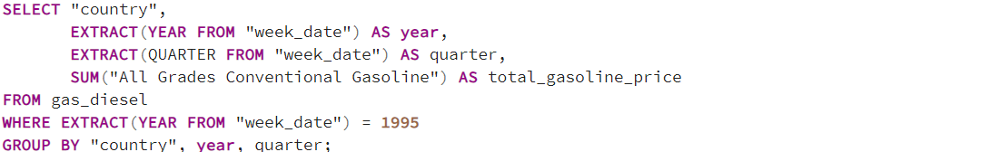 SELECT "country",
EXTRACT(YEAR FROM "week_date") AS year,
EXTRACT(QUARTER FROM "week_date") AS quarter,
SUM("All Grades Conventional Gasoline") AS total_gasoline_price
FROM gas_diesel
WHERE EXTRACT(YEAR FROM "week_date") = 1995
GROUP BY "country", year, quarter;